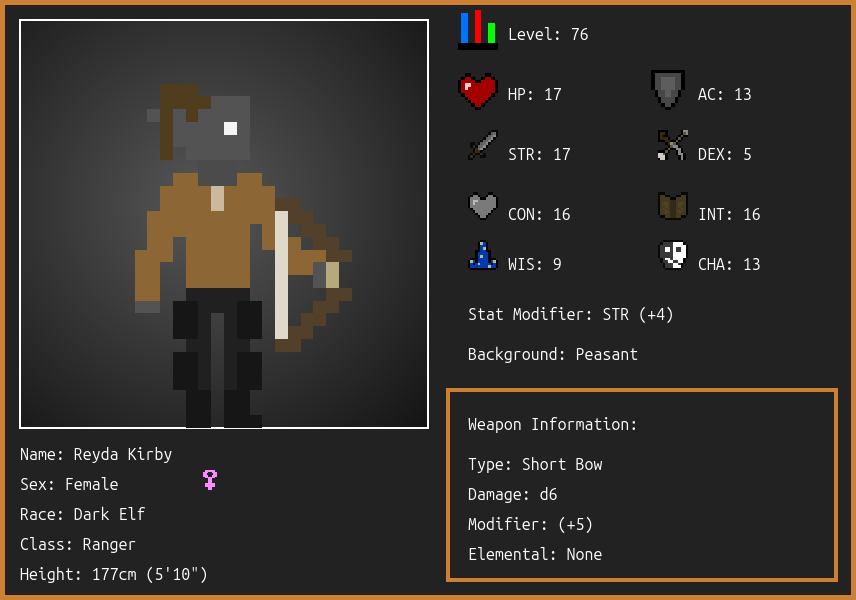 Level: 76
HP: 17
AC: 13
STR: 17
DEX: 5
CON: 16
INT: 16
WIS: 9
CHA: 13
Stat Modifier: STR (+4)
Background: Peasant
Weapon Information:
Type: Short Bow
Damage: d6
Modifier: (+5)
Elemental: None
Name: Reyda Kirby
Sex: Female
Race: Dark Elf
Class: Ranger
Height: 177cm (5'10")